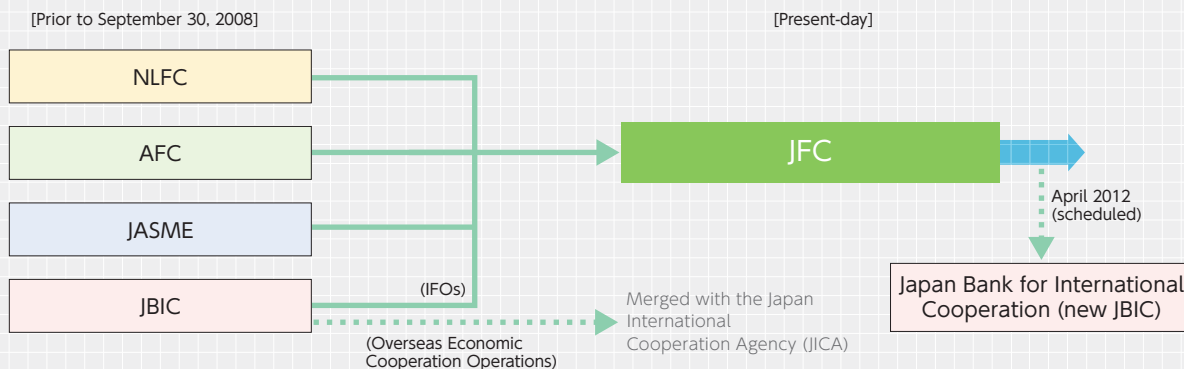 [Prior to September 30, 2008]
[Present-day]
NLFC
AFC
JFC
April 2012
(scheduled)
JASME
Japan Bank for International
Cooperation (new JBIC)
JBIC
(IFOs)
Merged with the Japan
International
Cooperation Agency (JICA)
(Overseas Economic
Cooperation Operations)